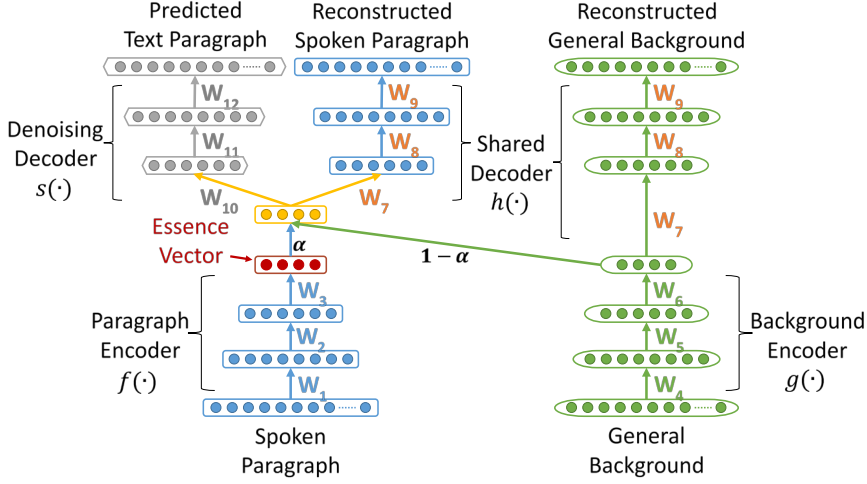 Predicted
Text Paragraph
Reconstructed
Spoken Paragraph
Reconstructed
General Background
W₁₂
W₉
W₉
Denoising
Decoder
s(·)
W₁₁
W₈
Shared
Decoder
h(·)
W₈
W₁₀
W₇
W₇
Essence
Vector
α
1 − α
Paragraph
Encoder
f(·)
W₃
W₂
W₁
W₆
W₅
W₄
Background
Encoder
g(·)
Spoken
Paragraph
General
Background